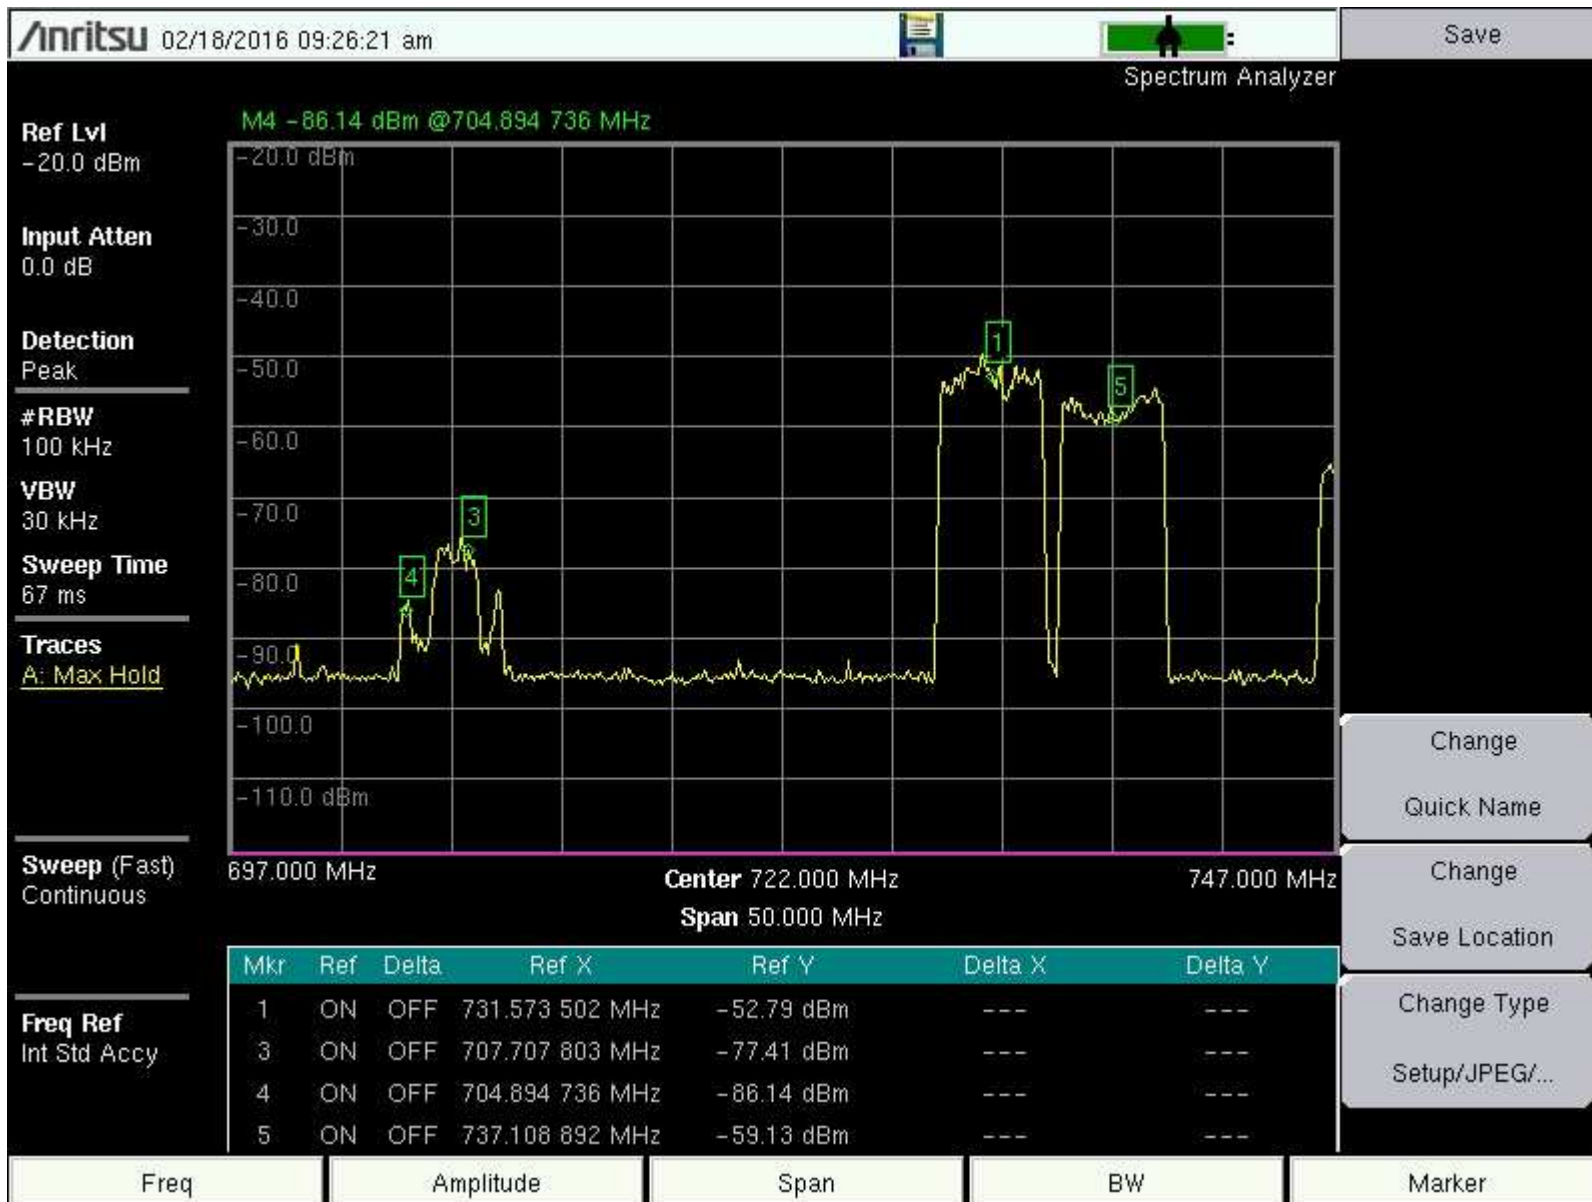 Anritsu 02/18/2016 09:26:21 am
Save
Spectrum Analyzer
M4 -86.14 dBm @704.894 736 MHz
Ref Lvl
-20.0 dBm
Input Atten
0.0 dB
Detection
Peak
#RBW
100 kHz
VBW
30 kHz
Sweep Time
67 ms
Traces
A: Max Hold
Sweep (Fast)
Continuous
Freq Ref
Int Std Accy
-20.0 dBm
-30.0
-40.0
-50.0
-60.0
-70.0
-80.0
-90.0
-100.0
-110.0 dBm
4
3
1
5
697.000 MHz
Center 722.000 MHz
747.000 MHz
Span 50.000 MHz
Mkr Ref Delta Ref X Ref Y Delta X Delta Y
1 ON OFF 731.573 502 MHz -52.79 dBm --- ---
3 ON OFF 707.707 803 MHz -77.41 dBm --- ---
4 ON OFF 704.894 736 MHz -86.14 dBm --- ---
5 ON OFF 737.108 892 MHz -59.13 dBm --- ---
Change
Quick Name
Change
Save Location
Change Type
Setup/JPEG/...
Freq
Amplitude
Span
BW
Marker